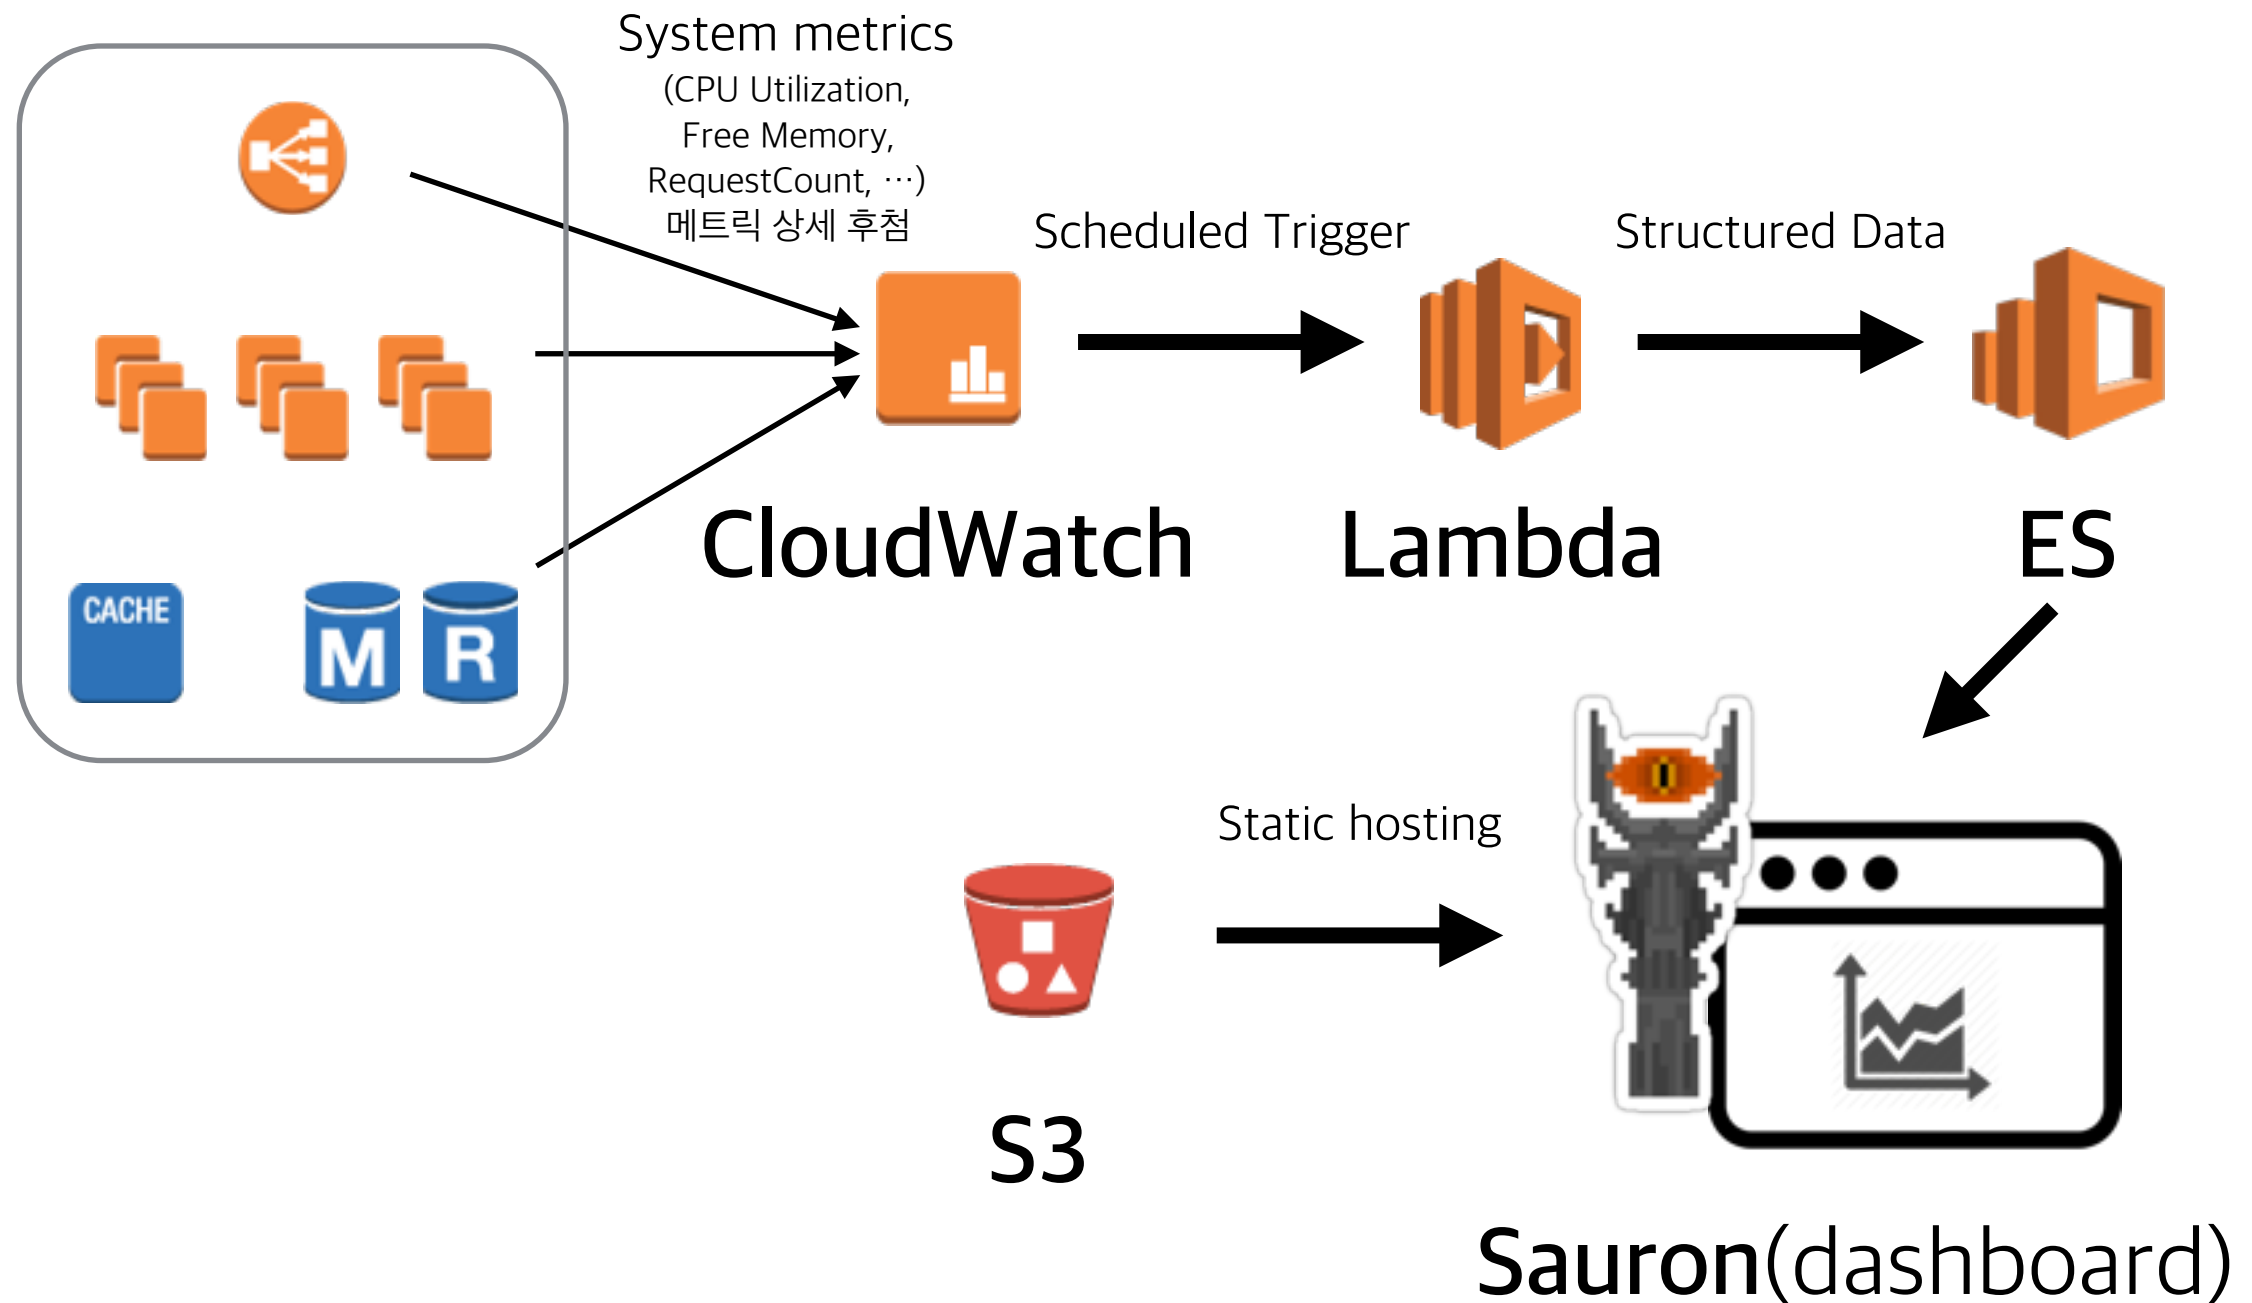 System metrics
(CPU Utilization,
Free Memory,
RequestCount, …)
메트릭 상세 후첨
Scheduled Trigger
Structured Data
CloudWatch
Lambda
ES
CACHE
M
R
Static hosting
S3
Sauron(dashboard)